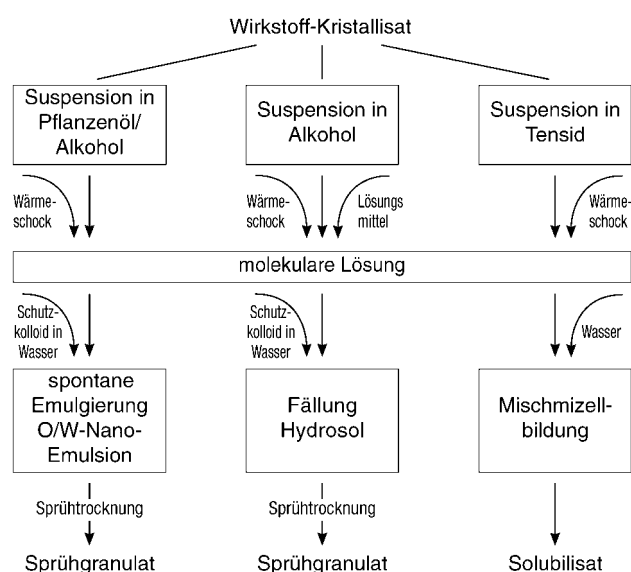 Wirkstoff-Kristallisat
Suspension in
Pflanzenöl/
Alkohol
Suspension in
Alkohol
Suspension in
Tensid
Wärme-
schock
Wärme-
schock
Lösungs
mittel
Wärme-
schock
molekulare Lösung
Schutz-
kolloid in
Wasser
Schutz-
kolloid in
Wasser
Wasser
spontane
Emulgierung
O/W-Nano-
Emulsion
Fällung
Hydrosol
Mischmizell-
bildung
Sprühtrocknung
Sprühtrocknung
Sprühgranulat
Sprühgranulat
Solubilisat